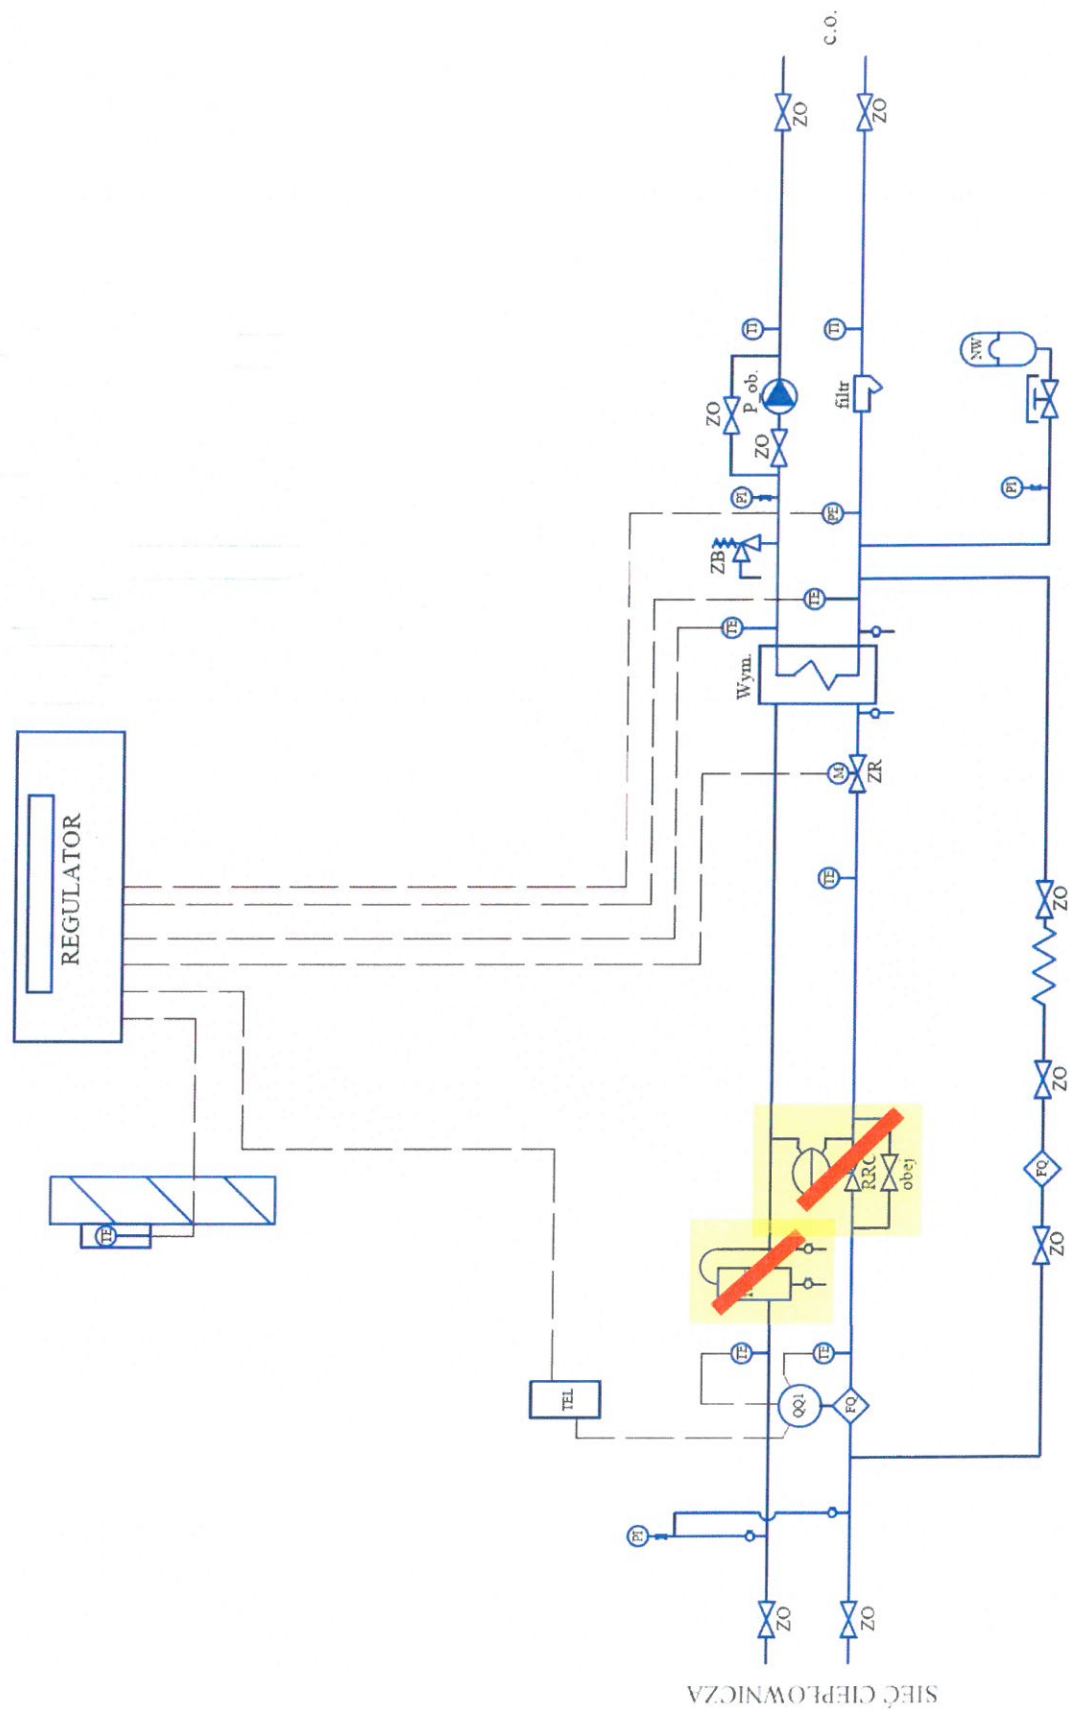 REGULATOR
TE
TEL
SIEĆ CIEPŁOWNICZA
ZO
ZO
PI
QQ1
FQ
TE
TE
RRC
obej
TE
M
ZR
Wym.
TE
TE
ZB
PI
PE
ZO
ZO
P_ob.
TI
TI
filtr
ZO
ZO
c.o.
ZO
FQ
ZO
ZO
PI
NW